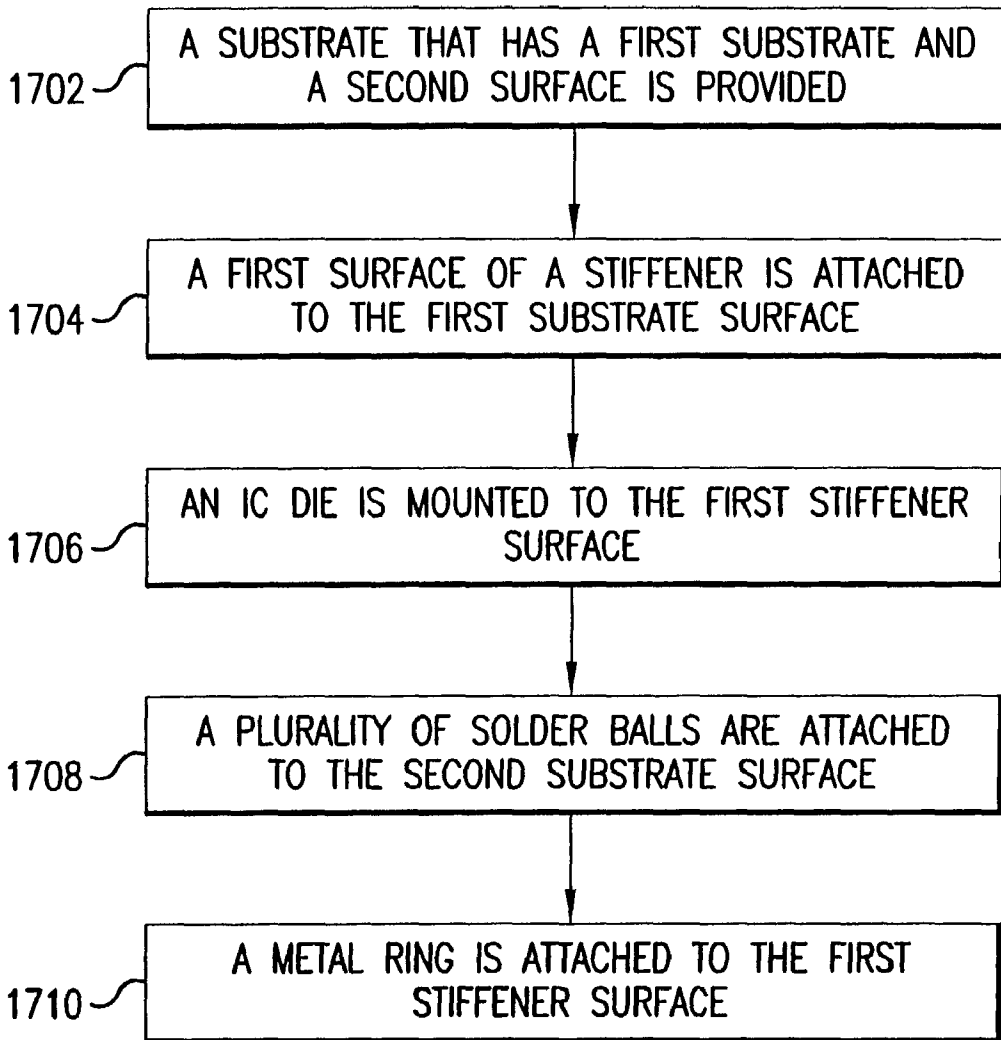 A SUBSTRATE THAT HAS A FIRST SUBSTRATE AND
1702
A SECOND SURFACE IS PROVIDED
A FIRST SURFACE OF A STIFFENER IS ATTACHED
1704
TO THE FIRST SUBSTRATE SURFACE
AN IC DIE IS MOUNTED TO THE FIRST STIFFENER
1706
SURFACE
A PLURALITY OF SOLDER BALLS ARE ATTACHED
1708
TO THE SECOND SUBSTRATE SURFACE
A METAL RING IS ATTACHED TO THE FIRST
1710
STIFFENER SURFACE